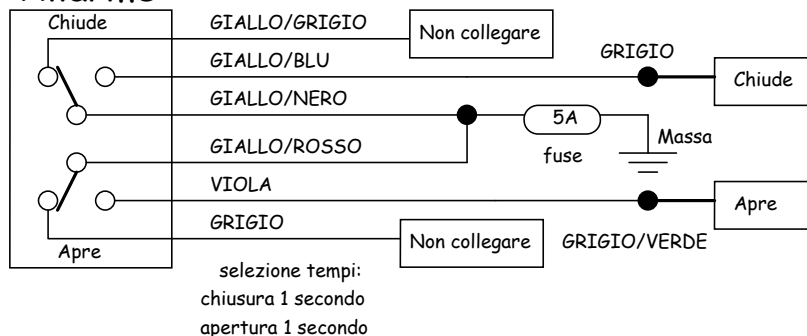 Chiude
GIALLO/GRIGIO
Non collegare
GIALLO/BLU
GRIGIO
Chiude
GIALLO/NERO
5A
fuse
Massa
GIALLO/ROSSO
VIOLA
Apre
GRIGIO
Non collegare
GRIGIO/VERDE
Apre
selezione tempi:
chiusura 1 secondo
apertura 1 secondo